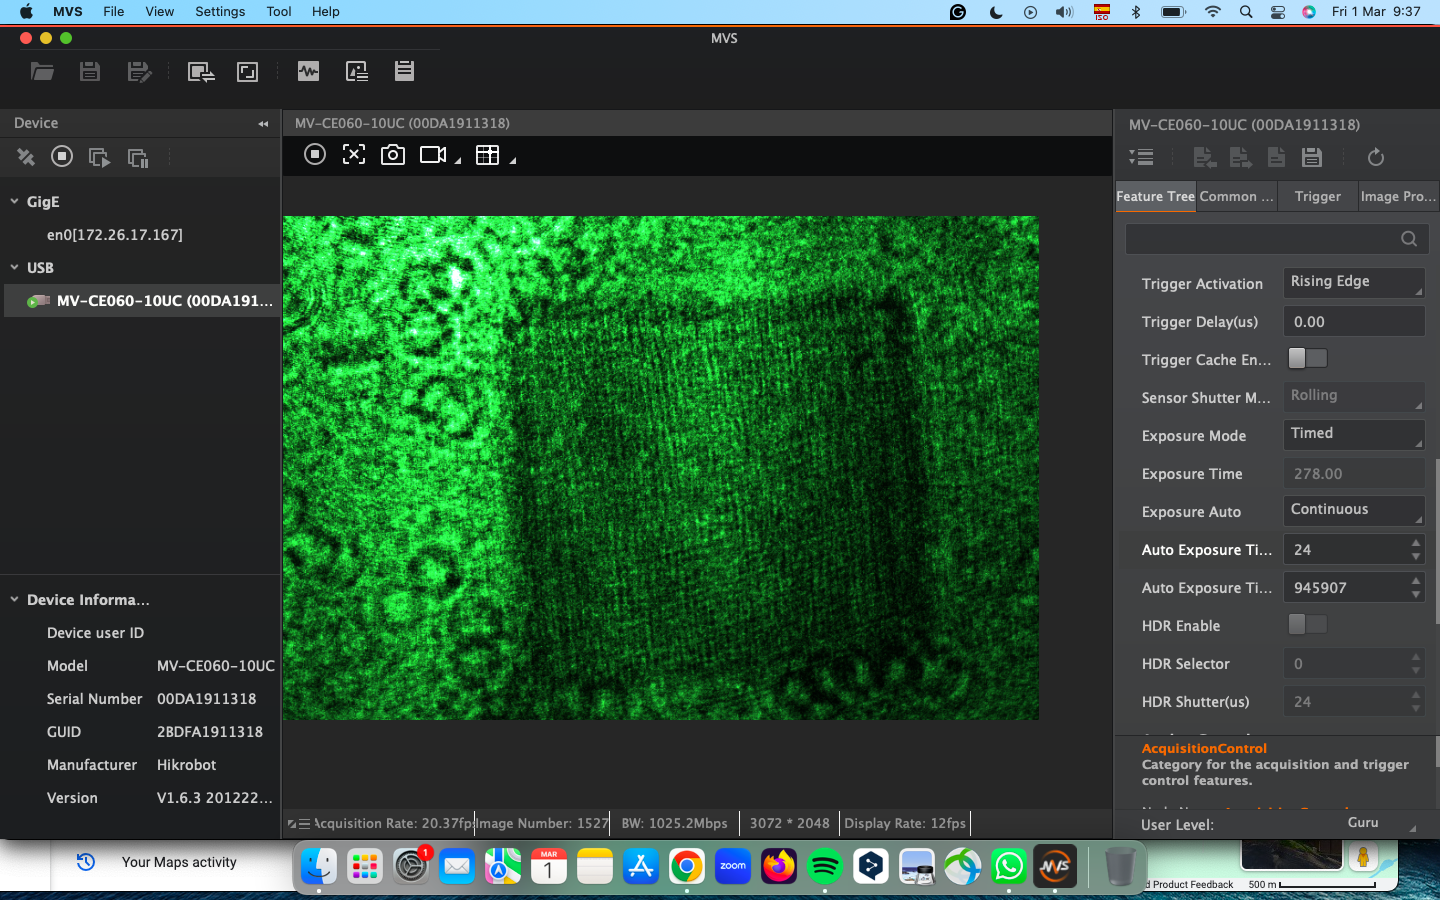 MVS File View Settings Tool Help
ISO
Fri 1 Mar 9:37
MVS
Device
MV-CE060-10UC (00DA1911318)
MV-CE060-10UC (00DA1911318)
GigE
en0[172.26.17.167]
USB
MV-CE060-10UC (00DA191...
Feature Tree Common ... Trigger Image Pro...
Trigger Activation Rising Edge
Trigger Delay(us) 0.00
Trigger Cache En...
Sensor Shutter M... Rolling
Exposure Mode Timed
Exposure Time 278.00
Exposure Auto Continuous
Auto Exposure Ti... 24
Auto Exposure Ti... 945907
HDR Enable
HDR Selector 0
HDR Shutter(us) 24
AcquisitionControl
Category for the acquisition and trigger
control features.
User Level: Guru
Device Informa...
Device user ID
Model MV-CE060-10UC
Serial Number 00DA1911318
GUID 2BDFA1911318
Manufacturer Hikrobot
Version V1.6.3 201222...
Acquisition Rate: 20.37fps Image Number: 1527 BW: 1025.2Mbps 3072 * 2048 Display Rate: 12fps
Your Maps activity
1
MAR
1
zoom
MVS
d Product Feedback 500 m